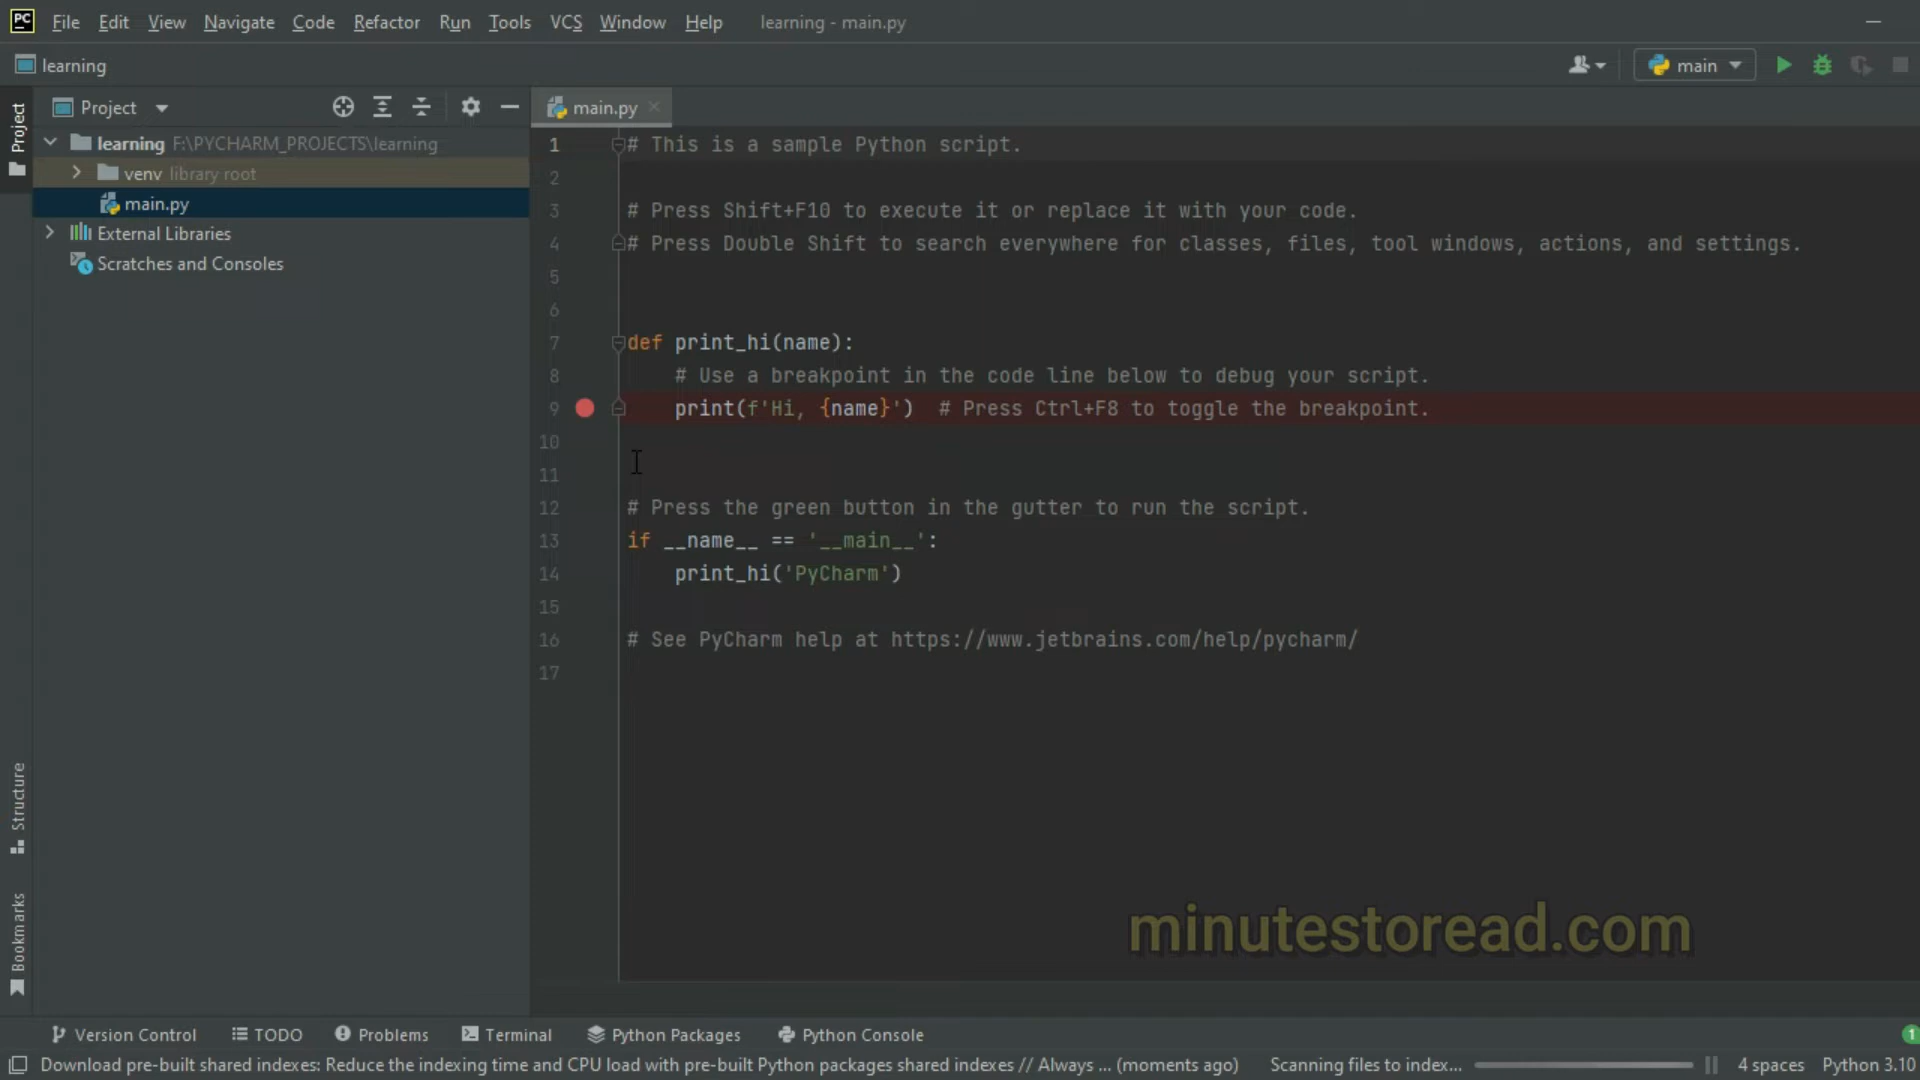 PC File Edit View Navigate Code Refactor Run Tools VCS Window Help learning - main.py
learning main
Project
Project main.py
learning F:\PYCHARM_PROJECTS\learning
venv library root
main.py
External Libraries
Scratches and Consoles
1 # This is a sample Python script.
2
3 # Press Shift+F10 to execute it or replace it with your code.
4 # Press Double Shift to search everywhere for classes, files, tool windows, actions, and settings.
5
6
7 def print_hi(name):
8     # Use a breakpoint in the code line below to debug your script.
9     print(f'Hi, {name}')  # Press Ctrl+F8 to toggle the breakpoint.
10
11
12 # Press the green button in the gutter to run the script.
13 if __name__ == '__main__':
14     print_hi('PyCharm')
15
16 # See PyCharm help at https://www.jetbrains.com/help/pycharm/
17
Structure
Bookmarks
minutestoread.com
Version Control TODO Problems Terminal Python Packages Python Console 1
Download pre-built shared indexes: Reduce the indexing time and CPU load with pre-built Python packages shared indexes // Always ... (moments ago) Scanning files to index... 4 spaces Python 3.10